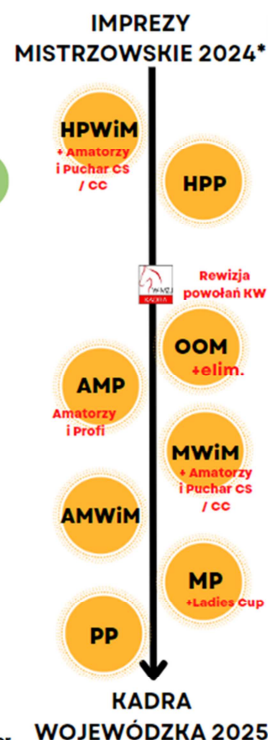 IMPREZY
MISTRZOWSKIE 2024*
HPWiM
+ Amatorzy
i Puchar CS
/ CC
HPP
KADRA
Rewizja
powołań KW
OOM
+elim.
AMP
Amatorzy
i Profi
MWiM
+ Amatorzy
i Puchar CS
/ CC
AMWiM
MP
+Ladies Cup
PP
KADRA
WOJEWÓDZKA 2025